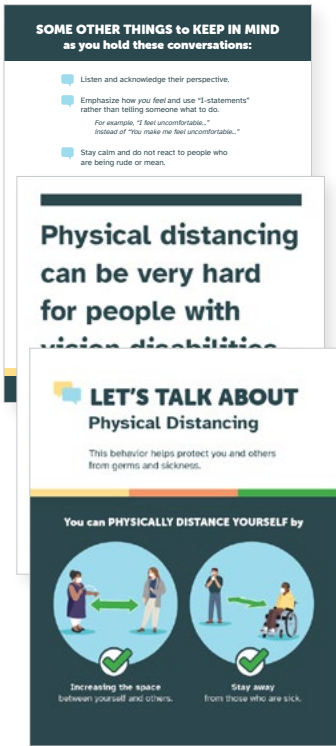 SOME OTHER THINGS to KEEP IN MIND
as you hold these conversations:
Listen and acknowledge their perspective.
Emphasize how you feel and use “I-statements”
rather than telling someone what to do.
For example, “I feel uncomfortable...”
Instead of “You make me feel uncomfortable...”
Stay calm and do not react to people who
are being rude or mean.
Physical distancing
can be very hard
for people with
vision disabilities
LET’S TALK ABOUT
Physical Distancing
This behavior helps protect you and others
from germs and sickness.
You can PHYSICALLY DISTANCE YOURSELF by
Increasing the space
between yourself and others.
Stay away
from those who are sick.